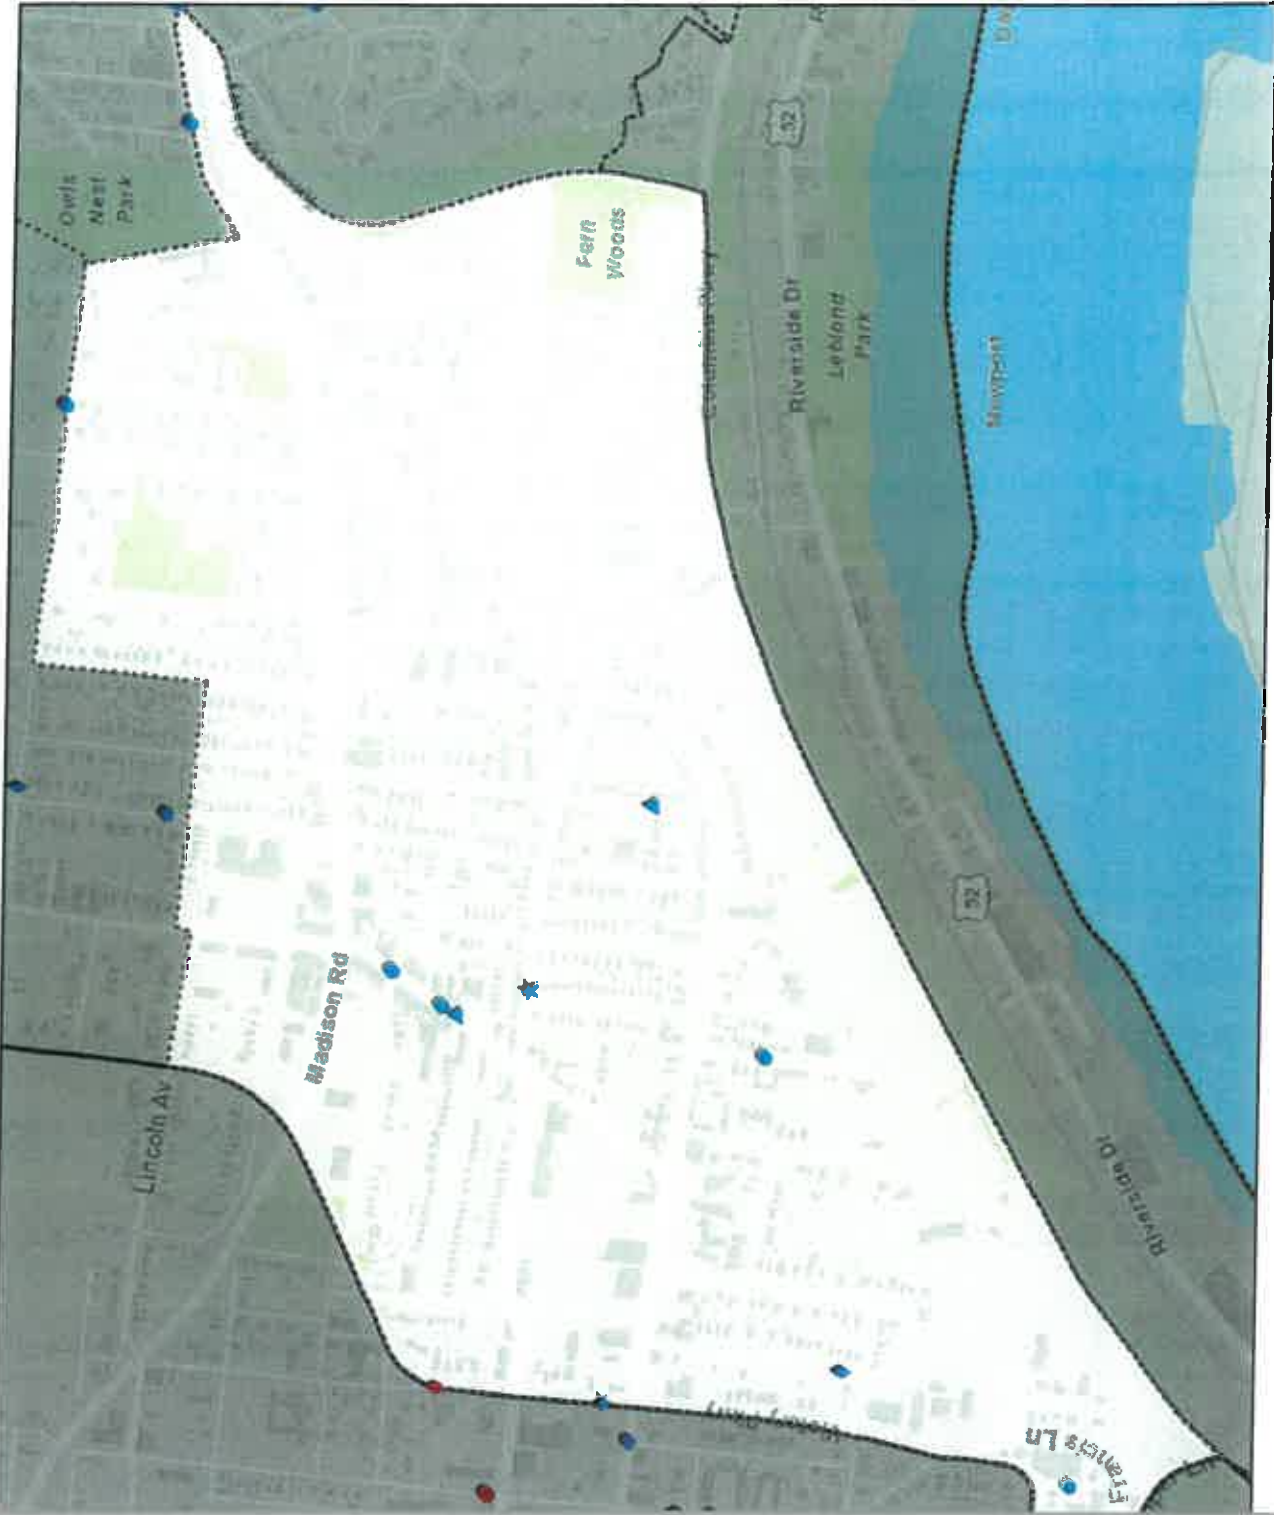 Owls
Nest
Park
52
Fern
Woods
Riverside Dr
Leblond
Park
Newport
Madison Rd
52
Lincoln Av
Riverside Dr
Francis Ln